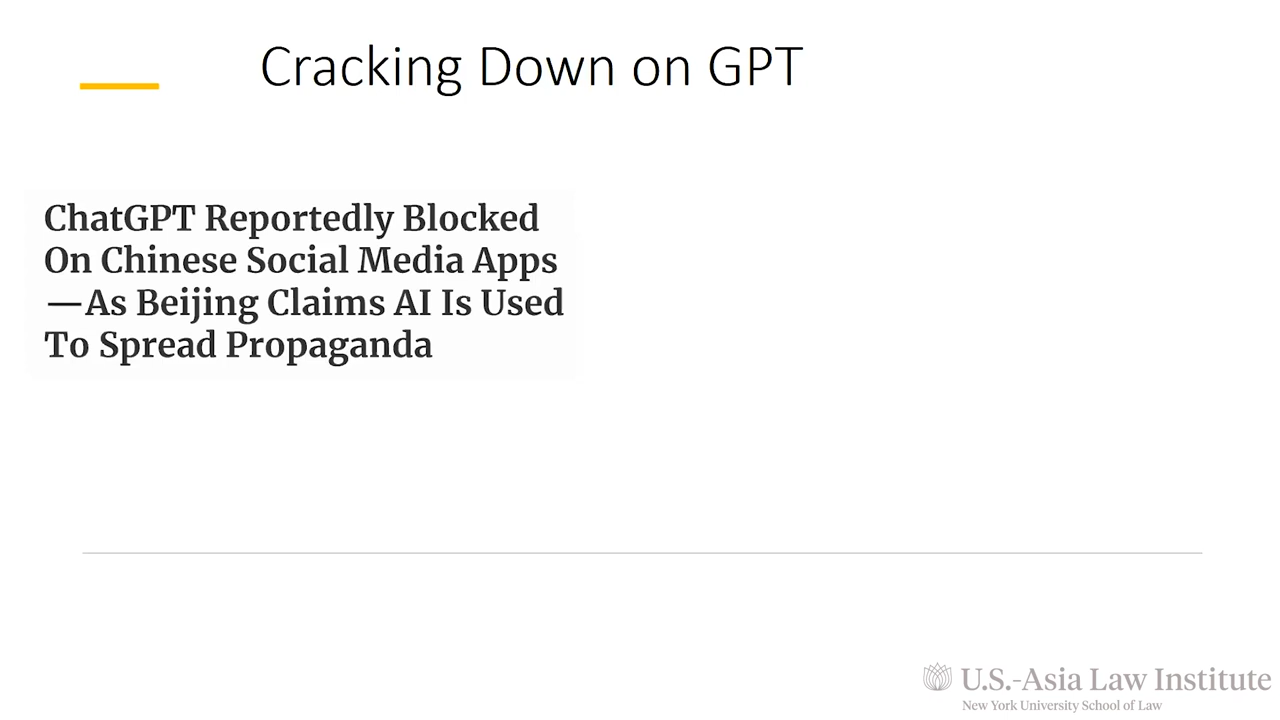 Cracking Down on GPT
ChatGPT Reportedly Blocked
On Chinese Social Media Apps
—As Beijing Claims AI Is Used
To Spread Propaganda
U.S.-Asia Law Institute
New York University School of Law